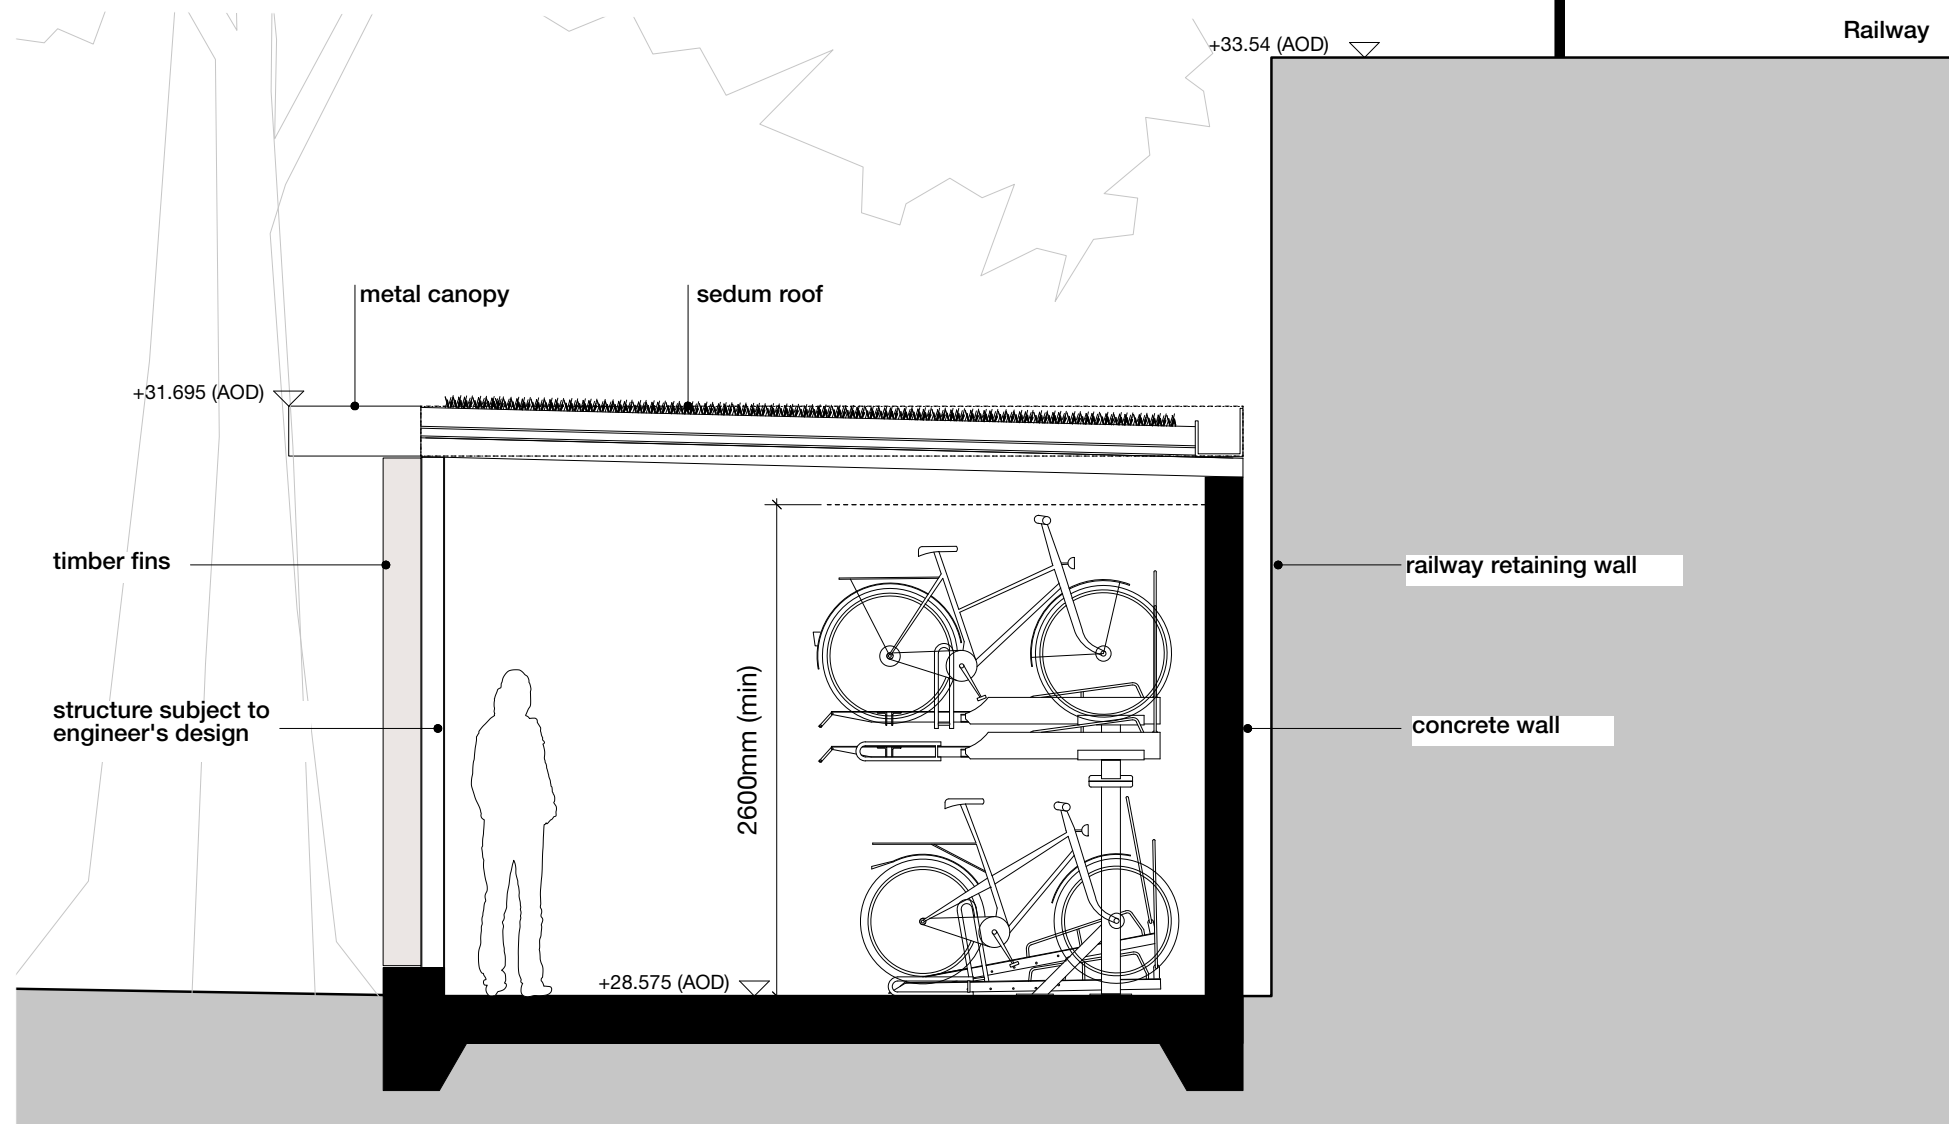 Railway
+33.54 (AOD)
metal canopy
sedum roof
+31.695 (AOD)
timber fins
railway retaining wall
structure subject to
engineer's design
2600mm (min)
concrete wall
+28.575 (AOD)